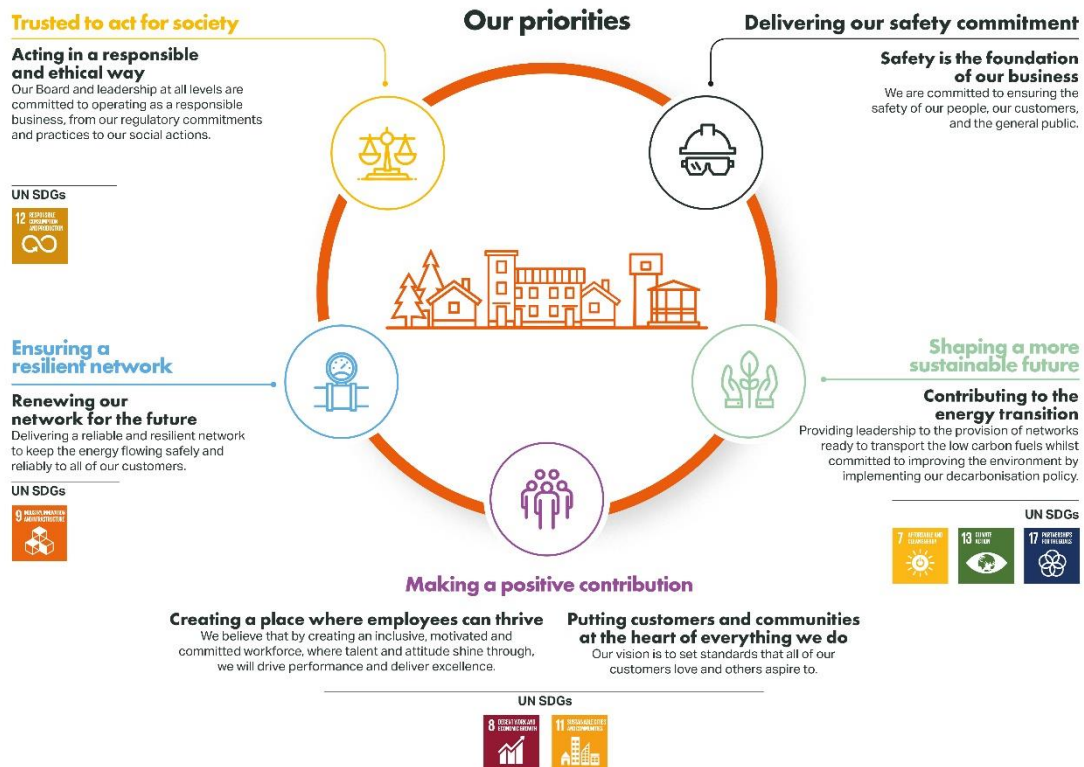 Our priorities
Trusted to act for society
Acting in a responsible
and ethical way
Our Board and leadership at all levels are
committed to operating as a responsible
business, from our regulatory commitments
and practices to our social actions.
UN SDGs
12 RESPONSIBLE
CONSUMPTION
AND PRODUCTION
Delivering our safety commitment
Safety is the foundation
of our business
We are committed to ensuring the
safety of our people, our customers,
and the general public.
Ensuring a
resilient network
Renewing our
network for the future
Delivering a reliable and resilient network
to keep the energy flowing safely and
reliably to all of our customers.
UN SDGs
9 INDUSTRY, INNOVATION
AND INFRASTRUCTURE
Shaping a more
sustainable future
Contributing to the
energy transition
Providing leadership to the provision of networks
ready to transport the low carbon fuels whilst
committed to improving the environment by
implementing our decarbonisation policy.
UN SDGs
7 AFFORDABLE AND
CLEAN ENERGY
13 CLIMATE
ACTION
17 PARTNERSHIPS
FOR THE GOALS
Making a positive contribution
Creating a place where employees can thrive
We believe that by creating an inclusive, motivated and
committed workforce, where talent and attitude shine through,
we will drive performance and deliver excellence.
Putting customers and communities
at the heart of everything we do
Our vision is to set standards that all of our
customers love and others aspire to.
UN SDGs
8 DECENT WORK AND
ECONOMIC GROWTH
11 SUSTAINABLE CITIES
AND COMMUNITIES